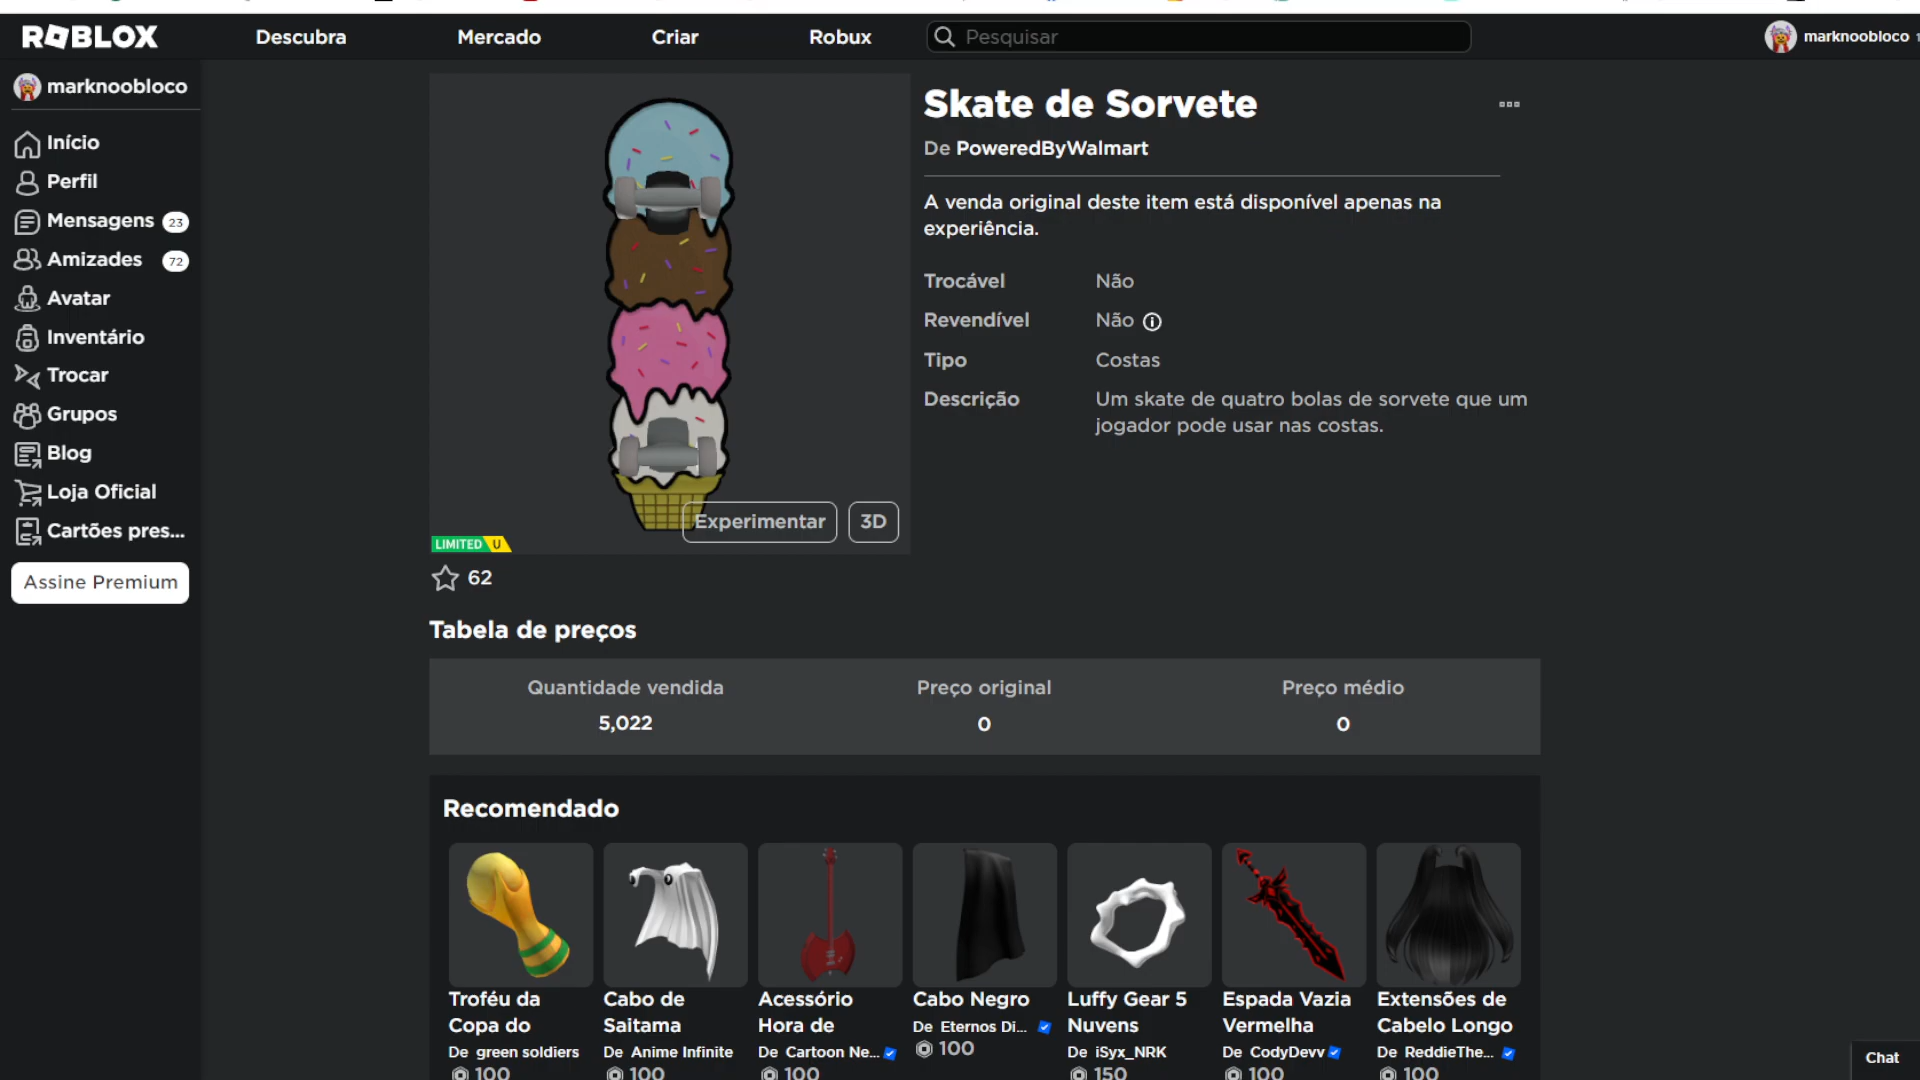 ROBLOX
Descubra
Mercado
Criar
Robux
Pesquisar
marknoobloco
marknoobloco
Início
Perfil
Mensagens 23
Amizades 72
Avatar
Inventário
Trocar
Grupos
Blog
Loja Oficial
Cartões pres...
Assine Premium
Experimentar
3D
LIMITED U
62
Skate de Sorvete
De PoweredByWalmart
A venda original deste item está disponível apenas na
experiência.
Trocável Não
Revendível Não
Tipo Costas
Descrição Um skate de quatro bolas de sorvete que um
jogador pode usar nas costas.
Tabela de preços
Quantidade vendida Preço original Preço médio
5,022 0 0
Recomendado
Troféu da
Copa do
De green soldiers
100
Cabo de
Saitama
De Anime Infinite
100
Acessório
Hora de
De Cartoon Ne...
100
Cabo Negro
De Eternos Di...
100
Luffy Gear 5
Nuvens
De iSyx_NRK
150
Espada Vazia
Vermelha
De CodyDevv
100
Extensões de
Cabelo Longo
De ReddieThe...
100
Chat